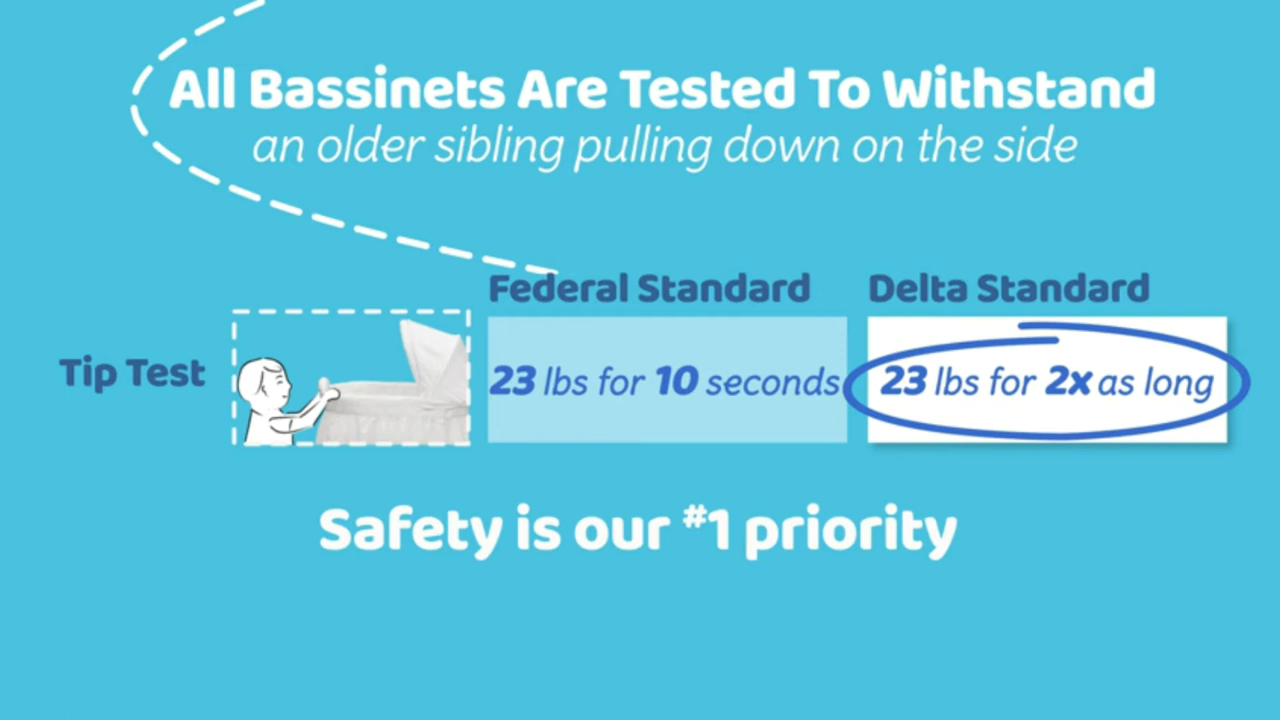 All Bassinets Are Tested To Withstand
an older sibling pulling down on the side
Federal Standard
Delta Standard
Tip Test
23 lbs for 10 seconds
23 lbs for 2x as long
Safety is our #1 priority